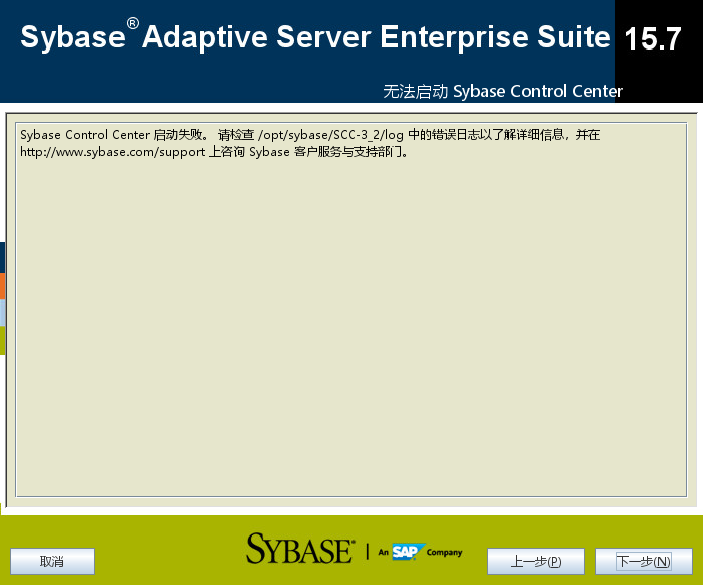 Sybase® Adaptive Server Enterprise Suite 15.7
无法启动 Sybase Control Center
Sybase Control Center 启动失败。 请检查 /opt/sybase/SCC-3_2/log 中的错误日志以了解详细信息，并在
http://www.sybase.com/support 上咨询 Sybase 客户服务与支持部门。
SYBASE™ | An SAP Company
取消
上一步(P)
下一步(N)